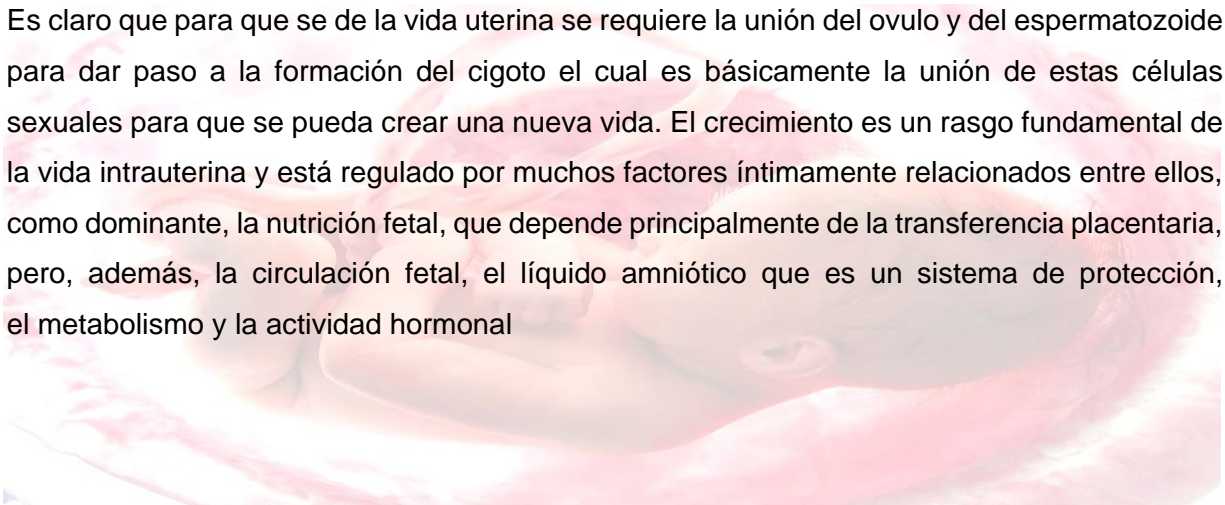 Es claro que para que se de la vida uterina se requiere la unión del ovulo y del espermatozoide
para dar paso a la formación del cigoto el cual es básicamente la unión de estas células
sexuales para que se pueda crear una nueva vida. El crecimiento es un rasgo fundamental de
la vida intrauterina y está regulado por muchos factores íntimamente relacionados entre ellos,
como dominante, la nutrición fetal, que depende principalmente de la transferencia placentaria,
pero, además, la circulación fetal, el líquido amniótico que es un sistema de protección,
el metabolismo y la actividad hormonal